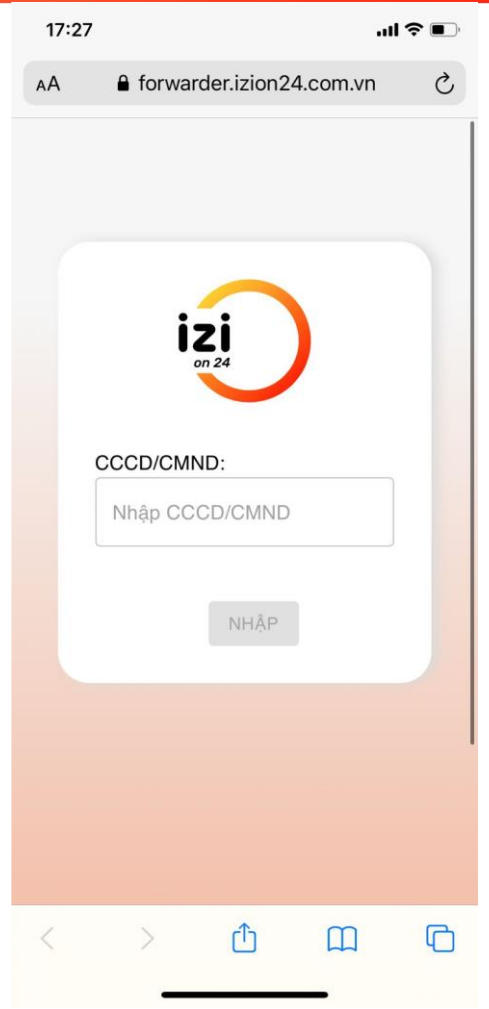 17:27
AA forwarder.izion24.com.vn
izi
on 24
CCCD/CMND:
Nhập CCCD/CMND
NHẬP